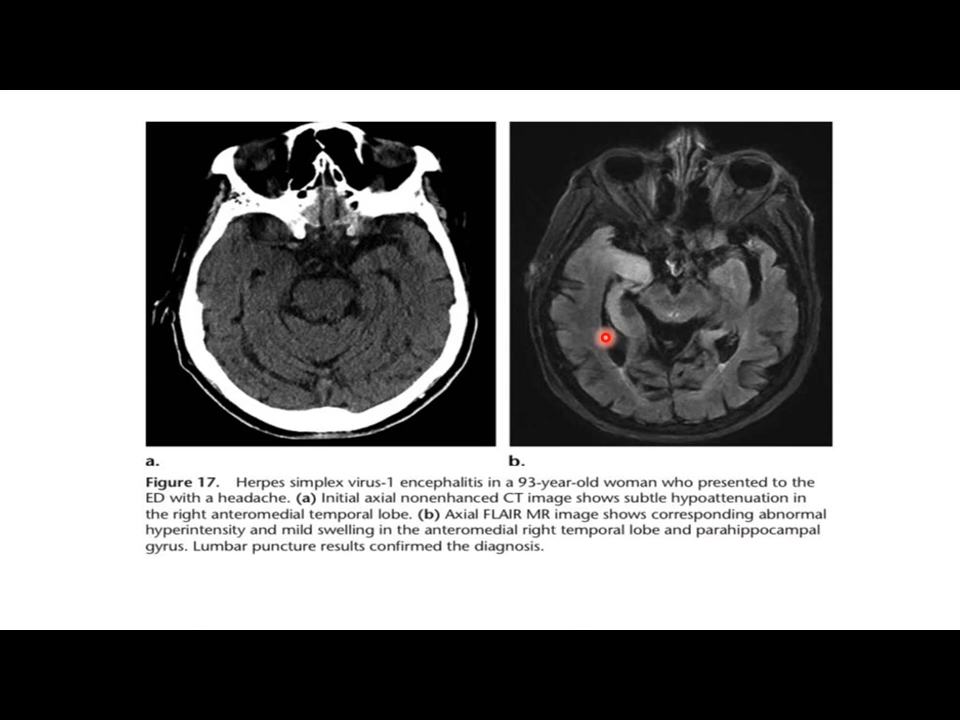 a.
b.
Figure 17. Herpes simplex virus-1 encephalitis in a 93-year-old woman who presented to the
ED with a headache. (a) Initial axial nonenhanced CT image shows subtle hypoattenuation in
the right anteromedial temporal lobe. (b) Axial FLAIR MR image shows corresponding abnormal
hyperintensity and mild swelling in the anteromedial right temporal lobe and parahippocampal
gyrus. Lumbar puncture results confirmed the diagnosis.